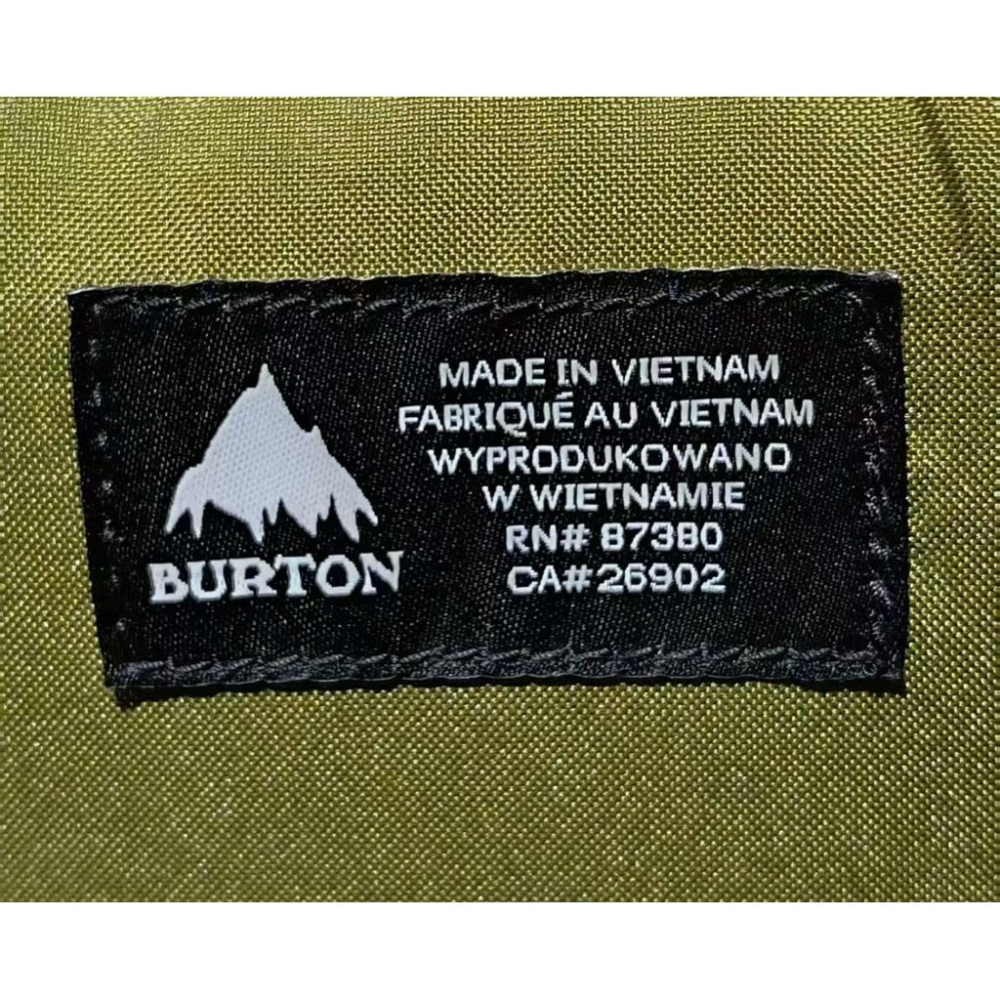 BURTON
MADE IN VIETNAM
FABRIQUÉ AU VIETNAM
WYPRODUKOWANO
W WIETNAMIE
RN# 87380
CA#26902